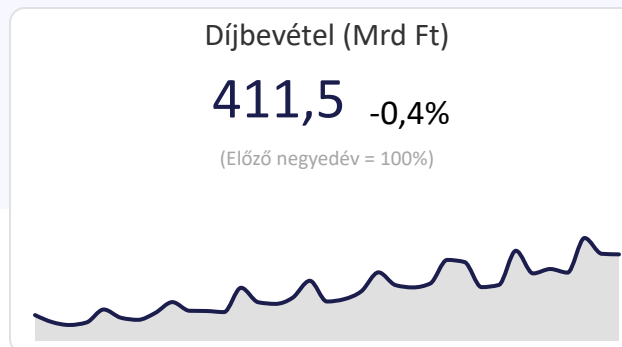 Díjbevétel (Mrd Ft)
411,5 -0,4%
(Előző negyedév = 100%)